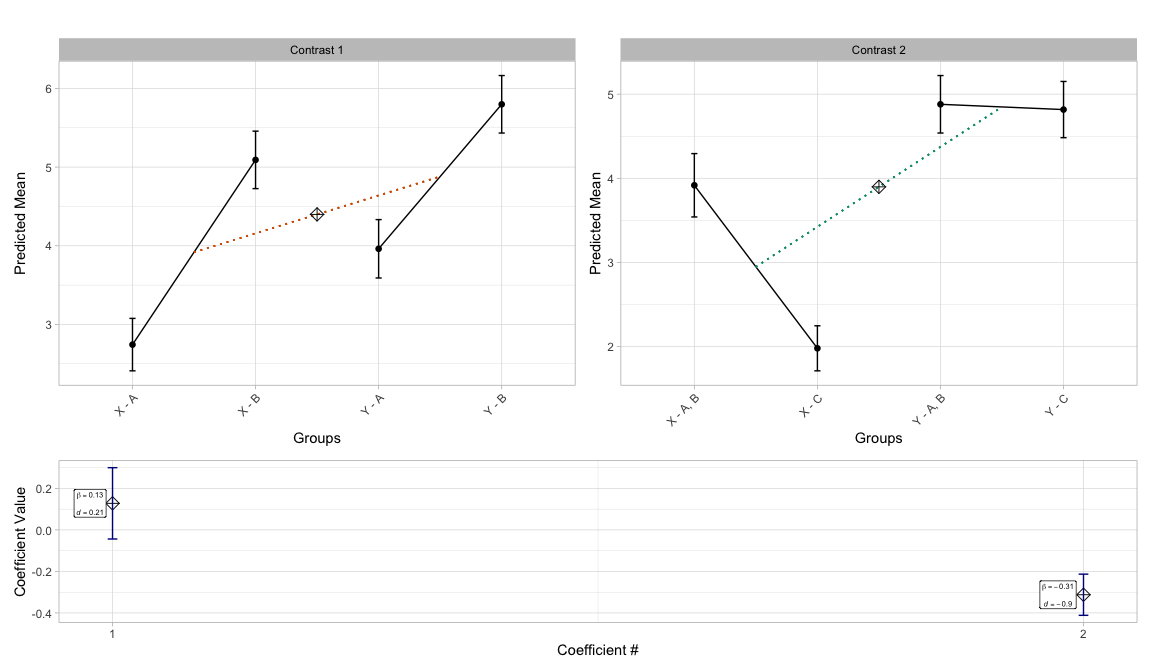 Contrast 1
Predicted Mean
6
5
4
3
X - A
X - B
Y - A
Y - B
Groups
Contrast 2
Predicted Mean
5
4
3
2
X - A, B
X - C
Y - A, B
Y - C
Groups
Coefficient Value
0.2
0.0
-0.2
-0.4
β = 0.13
d = 0.21
β = −0.31
d = −0.9
1
2
Coefficient #